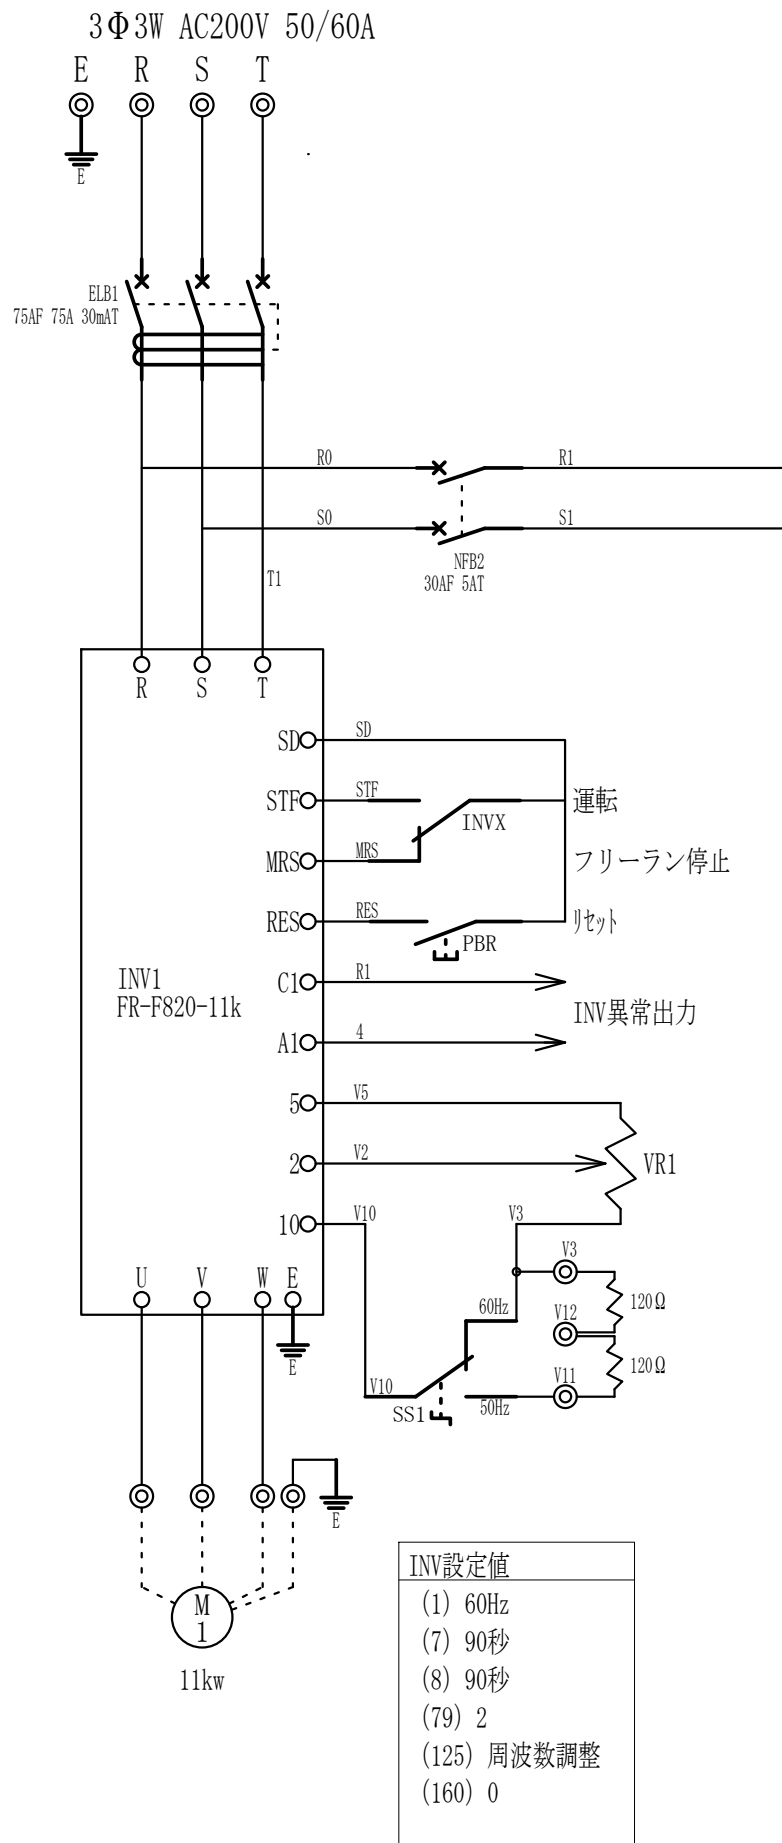 3Φ3W AC200V 50/60A
E R S T
E
ELB1
75AF 75A 30mAT
R0 R1
S0 S1
NFB2
30AF 5AT
T1
R S T
SD SD
STF STF 運転
INVX
MRS MRS フリーラン停止
RES RES リセット
PBR
INV1
FR-F820-11k
C1 R1
INV異常出力
A1 4
5 V5
2 V2 VR1
10 V10 V3
V3
U V W E
60Hz
120Ω
V12
E
V11
120Ω
V10
SS1
50Hz
E
M
1
11kw
INV設定値
(1) 60Hz
(7) 90秒
(8) 90秒
(79) 2
(125) 周波数調整
(160) 0